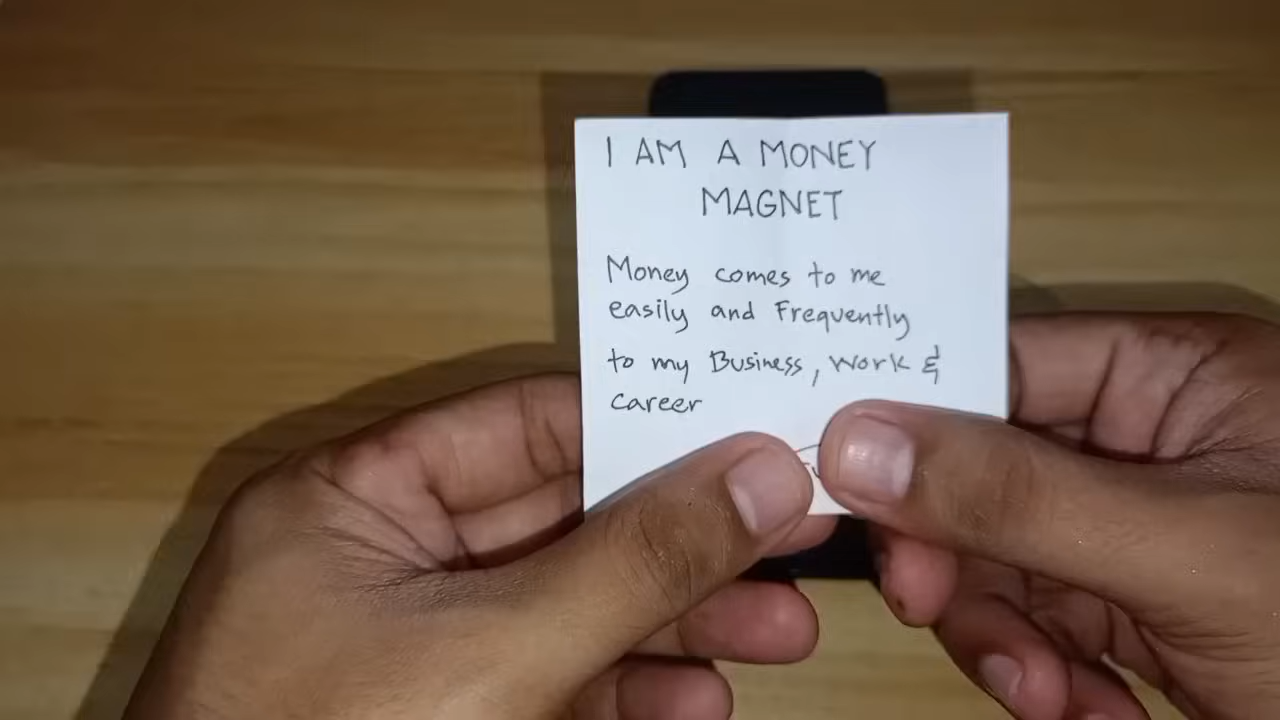 I AM A MONEY
MAGNET
Money comes to me
easily and Frequently
to my Business, work &
career